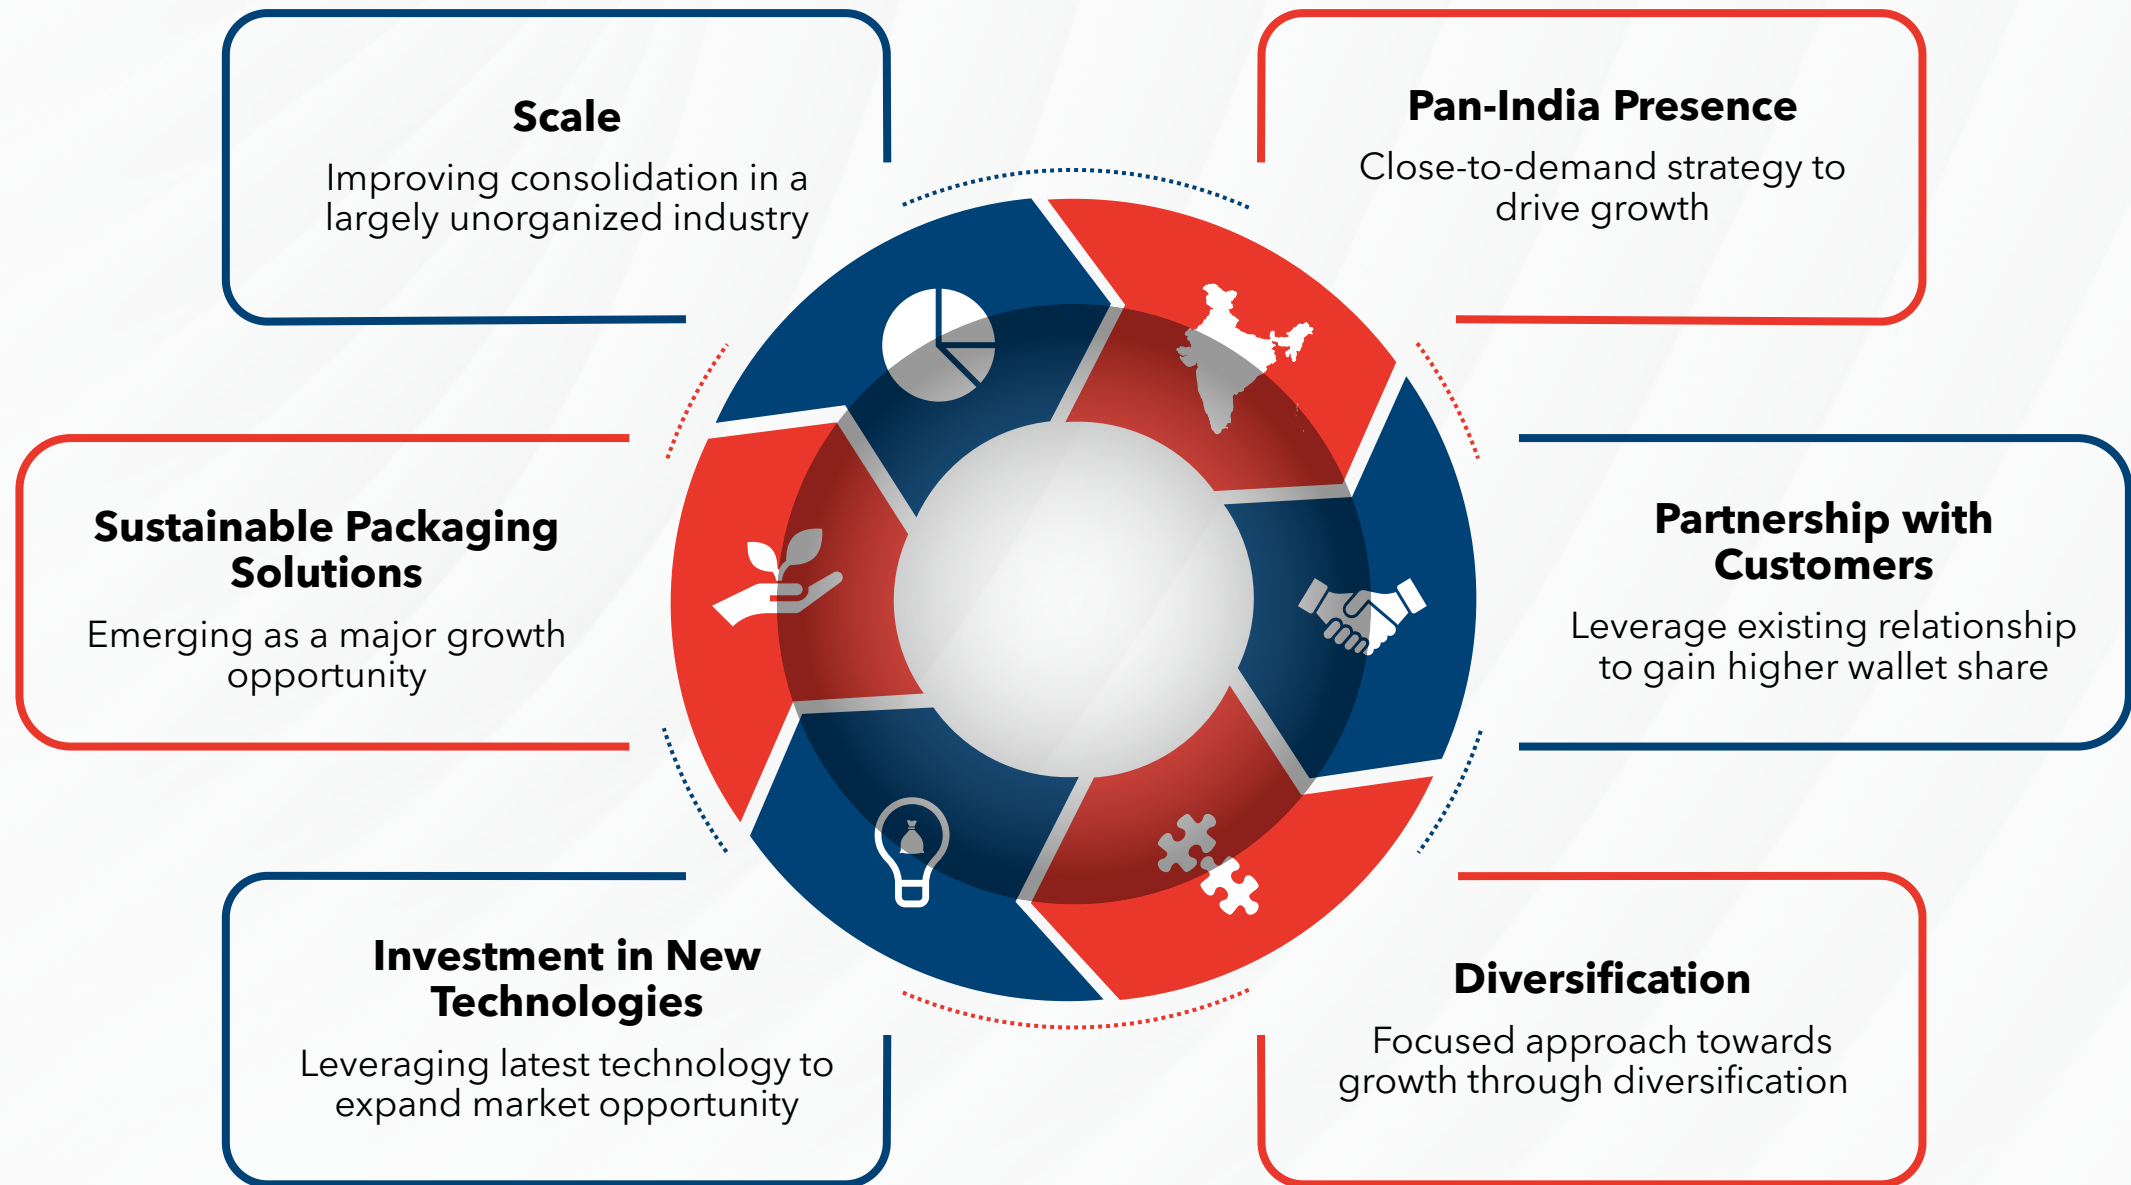 Scale
Improving consolidation in a
largely unorganized industry
Pan-India Presence
Close-to-demand strategy to
drive growth
Sustainable Packaging
Solutions
Emerging as a major growth
opportunity
Partnership with
Customers
Leverage existing relationship
to gain higher wallet share
Investment in New
Technologies
Leveraging latest technology to
expand market opportunity
Diversification
Focused approach towards
growth through diversification